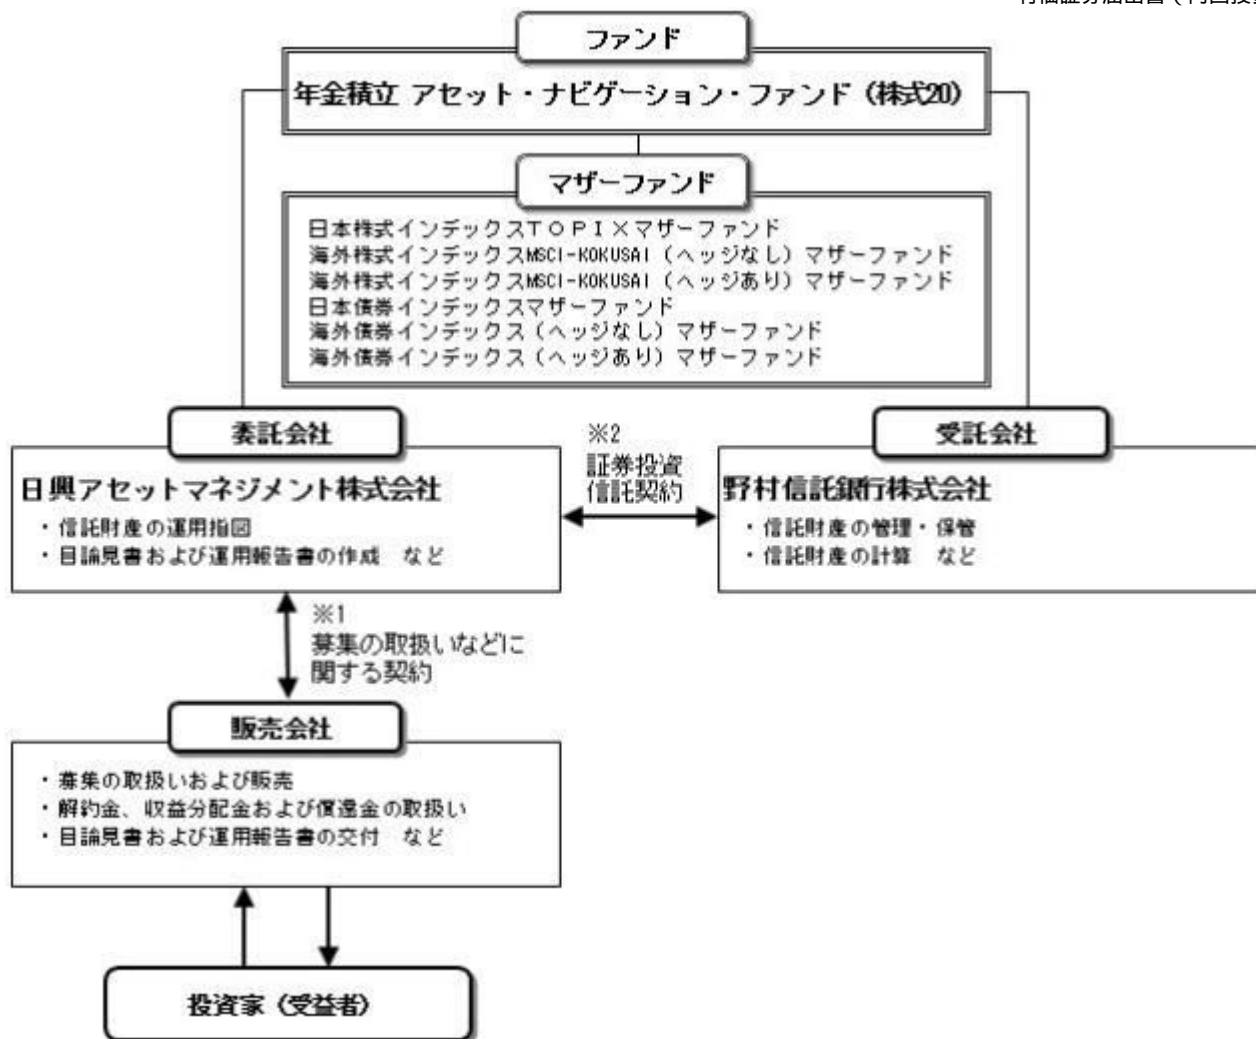 ファンド
年金積立 アセット・ナビゲーション・ファンド（株式20）
マザーファンド
日本株式インデックスＴＯＰＩＸマザーファンド
海外株式インデックスMSCI-KOKUSAI（ヘッジなし）マザーファンド
海外株式インデックスMSCI-KOKUSAI（ヘッジあり）マザーファンド
日本債券インデックスマザーファンド
海外債券インデックス（ヘッジなし）マザーファンド
海外債券インデックス（ヘッジあり）マザーファンド
委託会社
日興アセットマネジメント株式会社
・信託財産の運用指図
・目論見書および運用報告書の作成　など
※2
証券投資
信託契約
受託会社
野村信託銀行株式会社
・信託財産の管理・保管
・信託財産の計算　など
※1
募集の取扱いなどに
関する契約
販売会社
・募集の取扱いおよび販売
・解約金、収益分配金および償還金の取扱い
・目論見書および運用報告書の交付　など
投資家（受益者）